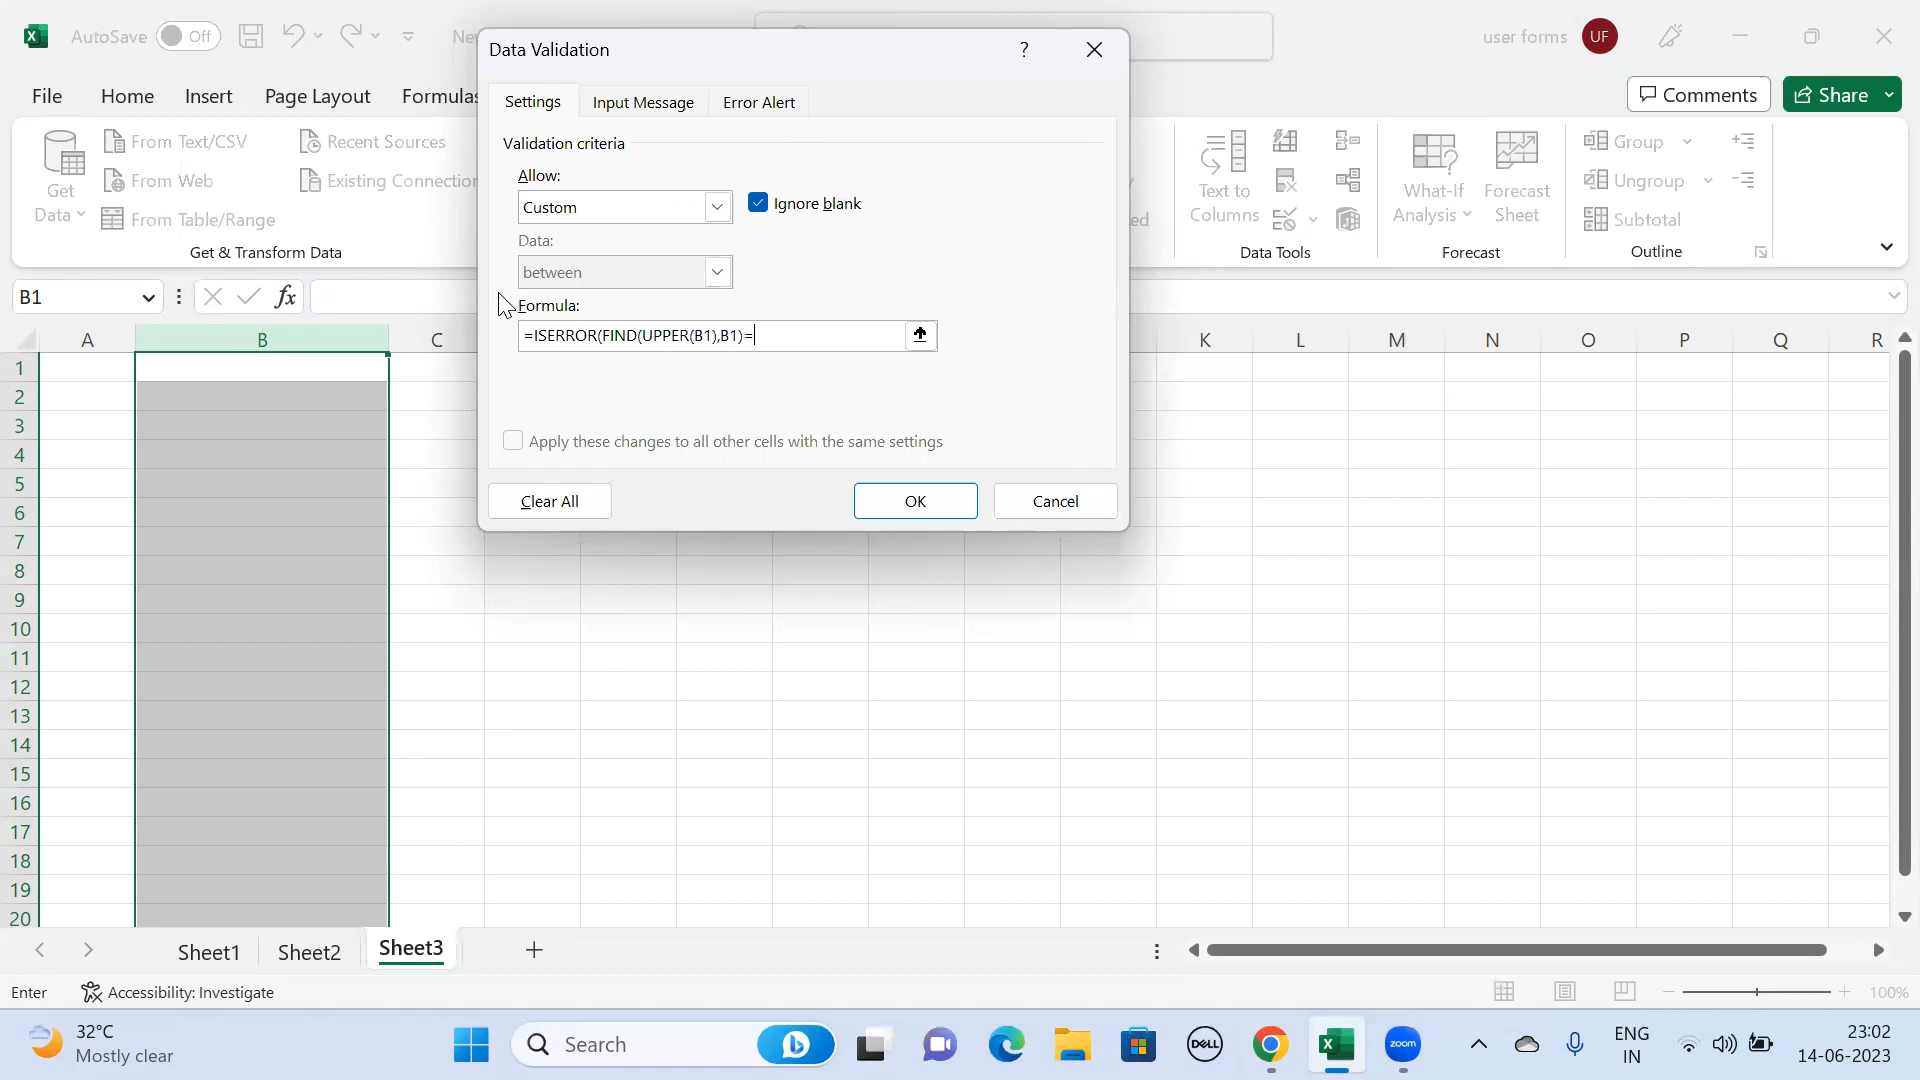 AutoSave Off
user forms UF
Data Validation ? 
File Home Insert Page Layout Formulas
Comments Share
Settings Input Message Error Alert
Validation criteria
Allow:
Custom
Ignore blank
Data:
between
Formula:
=ISERROR(FIND(UPPER(B1),B1)=
Apply these changes to all other cells with the same settings
Clear All OK Cancel
Get Data
From Text/CSV
From Web
From Table/Range
Recent Sources
Existing Connection
Get & Transform Data
Text to Columns
Data Tools
What-If Analysis
Forecast Sheet
Forecast
Group
Ungroup
Subtotal
Outline
B1 fx
A B C K L M N O P Q R
1
2
3
4
5
6
7
8
9
10
11
12
13
14
15
16
17
18
19
20
Sheet1 Sheet2 Sheet3
Enter Accessibility: Investigate 100%
32°C
Mostly clear
Search
DELL
zoom
ENG
IN
23:02
14-06-2023